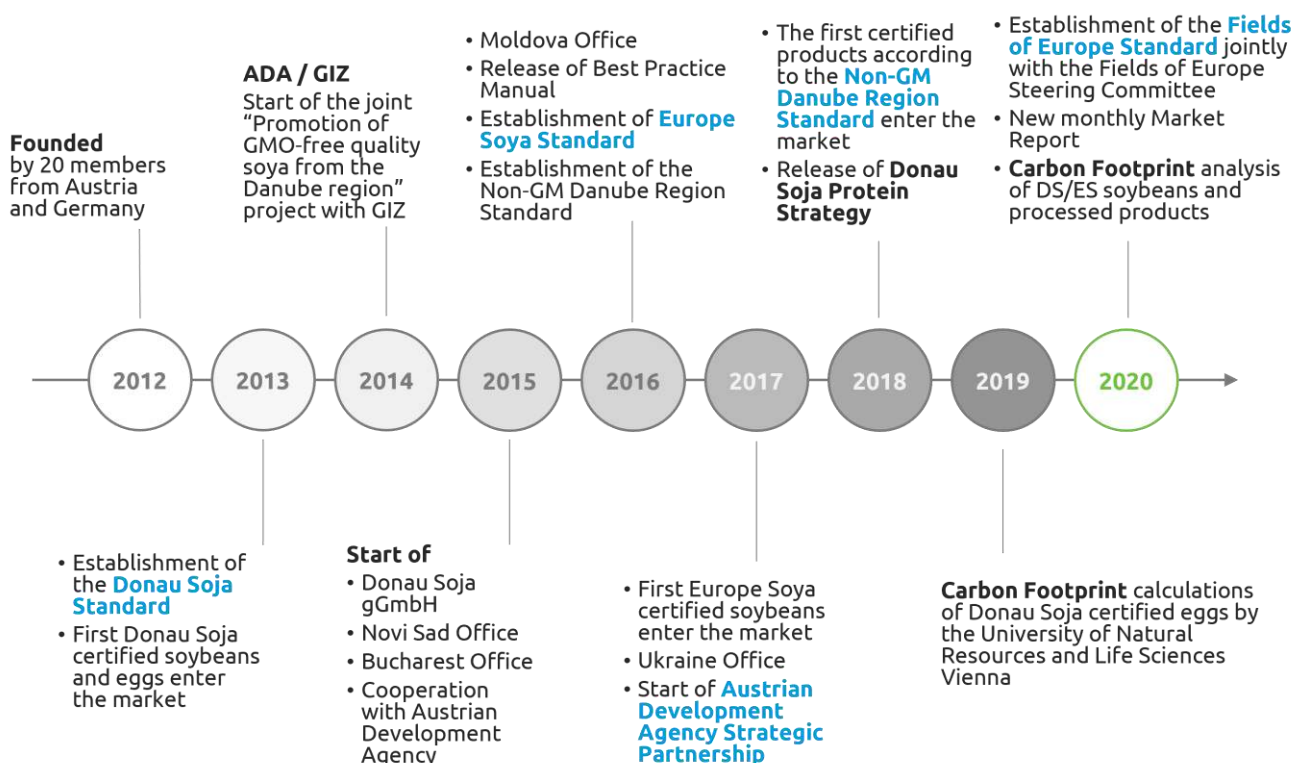 Founded
by 20 members
from Austria
and Germany
ADA / GIZ
Start of the joint
“Promotion of
GMO-free quality
soya from the
Danube region”
project with GIZ
• Moldova Office
• Release of Best Practice
Manual
• Establishment of Europe
Soya Standard
• Establishment of the
Non-GM Danube Region
Standard
• The first certified
products according
to the Non-GM
Danube Region
Standard enter the
market
• Release of Donau
Soja Protein
Strategy
• Establishment of the Fields
of Europe Standard jointly
with the Fields of Europe
Steering Committee
• New monthly Market
Report
• Carbon Footprint analysis
of DS/ES soybeans and
processed products
2012
2013
2014
2015
2016
2017
2018
2019
2020
• Establishment of
the Donau Soja
Standard
• First Donau Soja
certified soybeans
and eggs enter
the market
Start of
• Donau Soja
gGmbH
• Novi Sad Office
• Bucharest Office
• Cooperation
with Austrian
Development
Agency
• First Europe Soya
certified soybeans
enter the market
• Ukraine Office
• Start of Austrian
Development
Agency Strategic
Partnership
Carbon Footprint calculations
of Donau Soja certified eggs by
the University of Natural
Resources and Life Sciences
Vienna